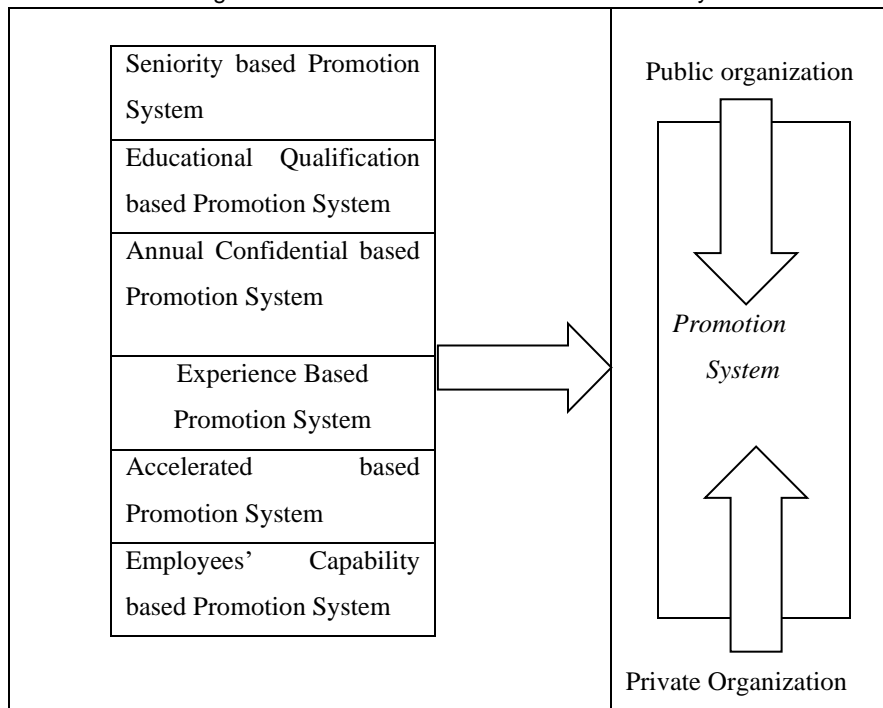 Seniority based Promotion
System
Educational Qualification
based Promotion System
Annual Confidential based
Promotion System
Experience Based
Promotion System
Accelerated based
Promotion System
Employees’ Capability
based Promotion System
Public organization
Promotion
System
Private Organization